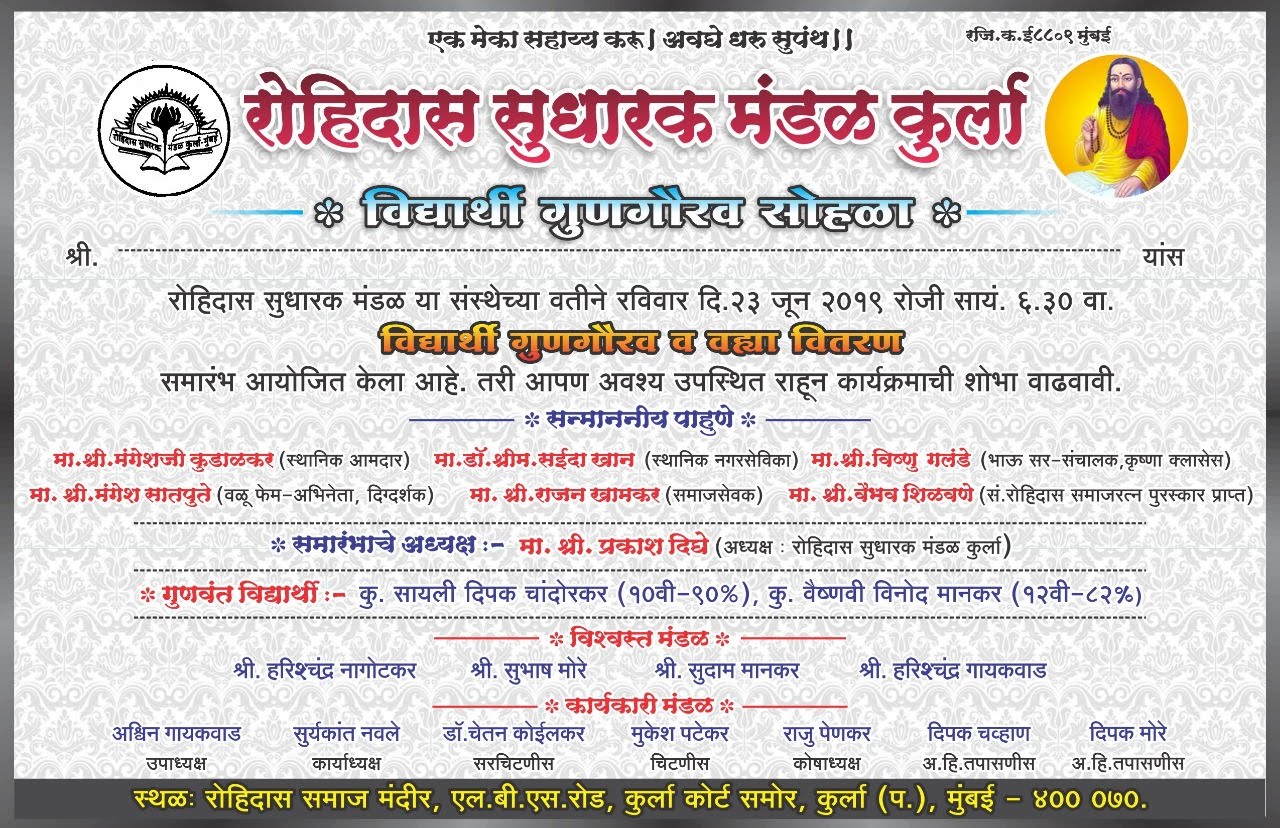 एक मेका सहाय्य करू। अवघे धरु सुपंथ।।
रजि.क.ई८८०९ मुंबई
रोहिदास सुधारक मंडळ कुर्ला-मुंबई
रोहिदास सुधारक मंडळ कुर्ला
❇ विद्यार्थी गुणगौरव सोहळा ❇
श्री. यांस
रोहिदास सुधारक मंडळ या संस्थेच्या वतीने रविवार दि.२३ जून २०१९ रोजी सायं. ६.३० वा.
विद्यार्थी गुणगौरव व वह्या वितरण
समारंभ आयोजित केला आहे. तरी आपण अवश्य उपस्थित राहून कार्यक्रमाची शोभा वाढवावी.
❇ सन्माननीय पाहुणे ❇
मा.श्री.मंगेशजी कुडाळकर (स्थानिक आमदार) मा.डॉ.श्रीम.सईदा खान (स्थानिक नगरसेविका) मा.श्री.विष्णु गलंडे (भाऊ सर-संचालक,कृष्णा क्लासेस)
मा. श्री.मंगेश सातपुते (वळू फेम-अभिनेता, दिग्दर्शक) मा. श्री.राजन खामकर (समाजसेवक) मा. श्री.वैभव शिळवणे (सं.रोहिदास समाजरत्न पुरस्कार प्राप्त)
❇ समारंभाचे अध्यक्ष :- मा. श्री. प्रकाश दिघे (अध्यक्ष : रोहिदास सुधारक मंडळ कुर्ला)
❇ गुणवंत विद्यार्थी :- कु. सायली दिपक चांदोरकर (१०वी-९०%), कु. वैष्णवी विनोद मानकर (१२वी-८२%)
❇ विश्वस्त मंडळ ❇
श्री. हरिश्चंद्र नागोटकर श्री. सुभाष मोरे श्री. सुदाम मानकर श्री. हरिश्चंद्र गायकवाड
❇ कार्यकारी मंडळ ❇
अश्विन गायकवाड सुर्यकांत नवले डॉ.चेतन कोईलकर मुकेश पटेकर राजु पेणकर दिपक चव्हाण दिपक मोरे
उपाध्यक्ष कार्याध्यक्ष सरचिटणीस चिटणीस कोषाध्यक्ष अ.हि.तपासणीस अ.हि.तपासणीस
स्थळः रोहिदास समाज मंदीर, एल.बी.एस.रोड, कुर्ला कोर्ट समोर, कुर्ला (प.), मुंबई - ४०० ०७०.